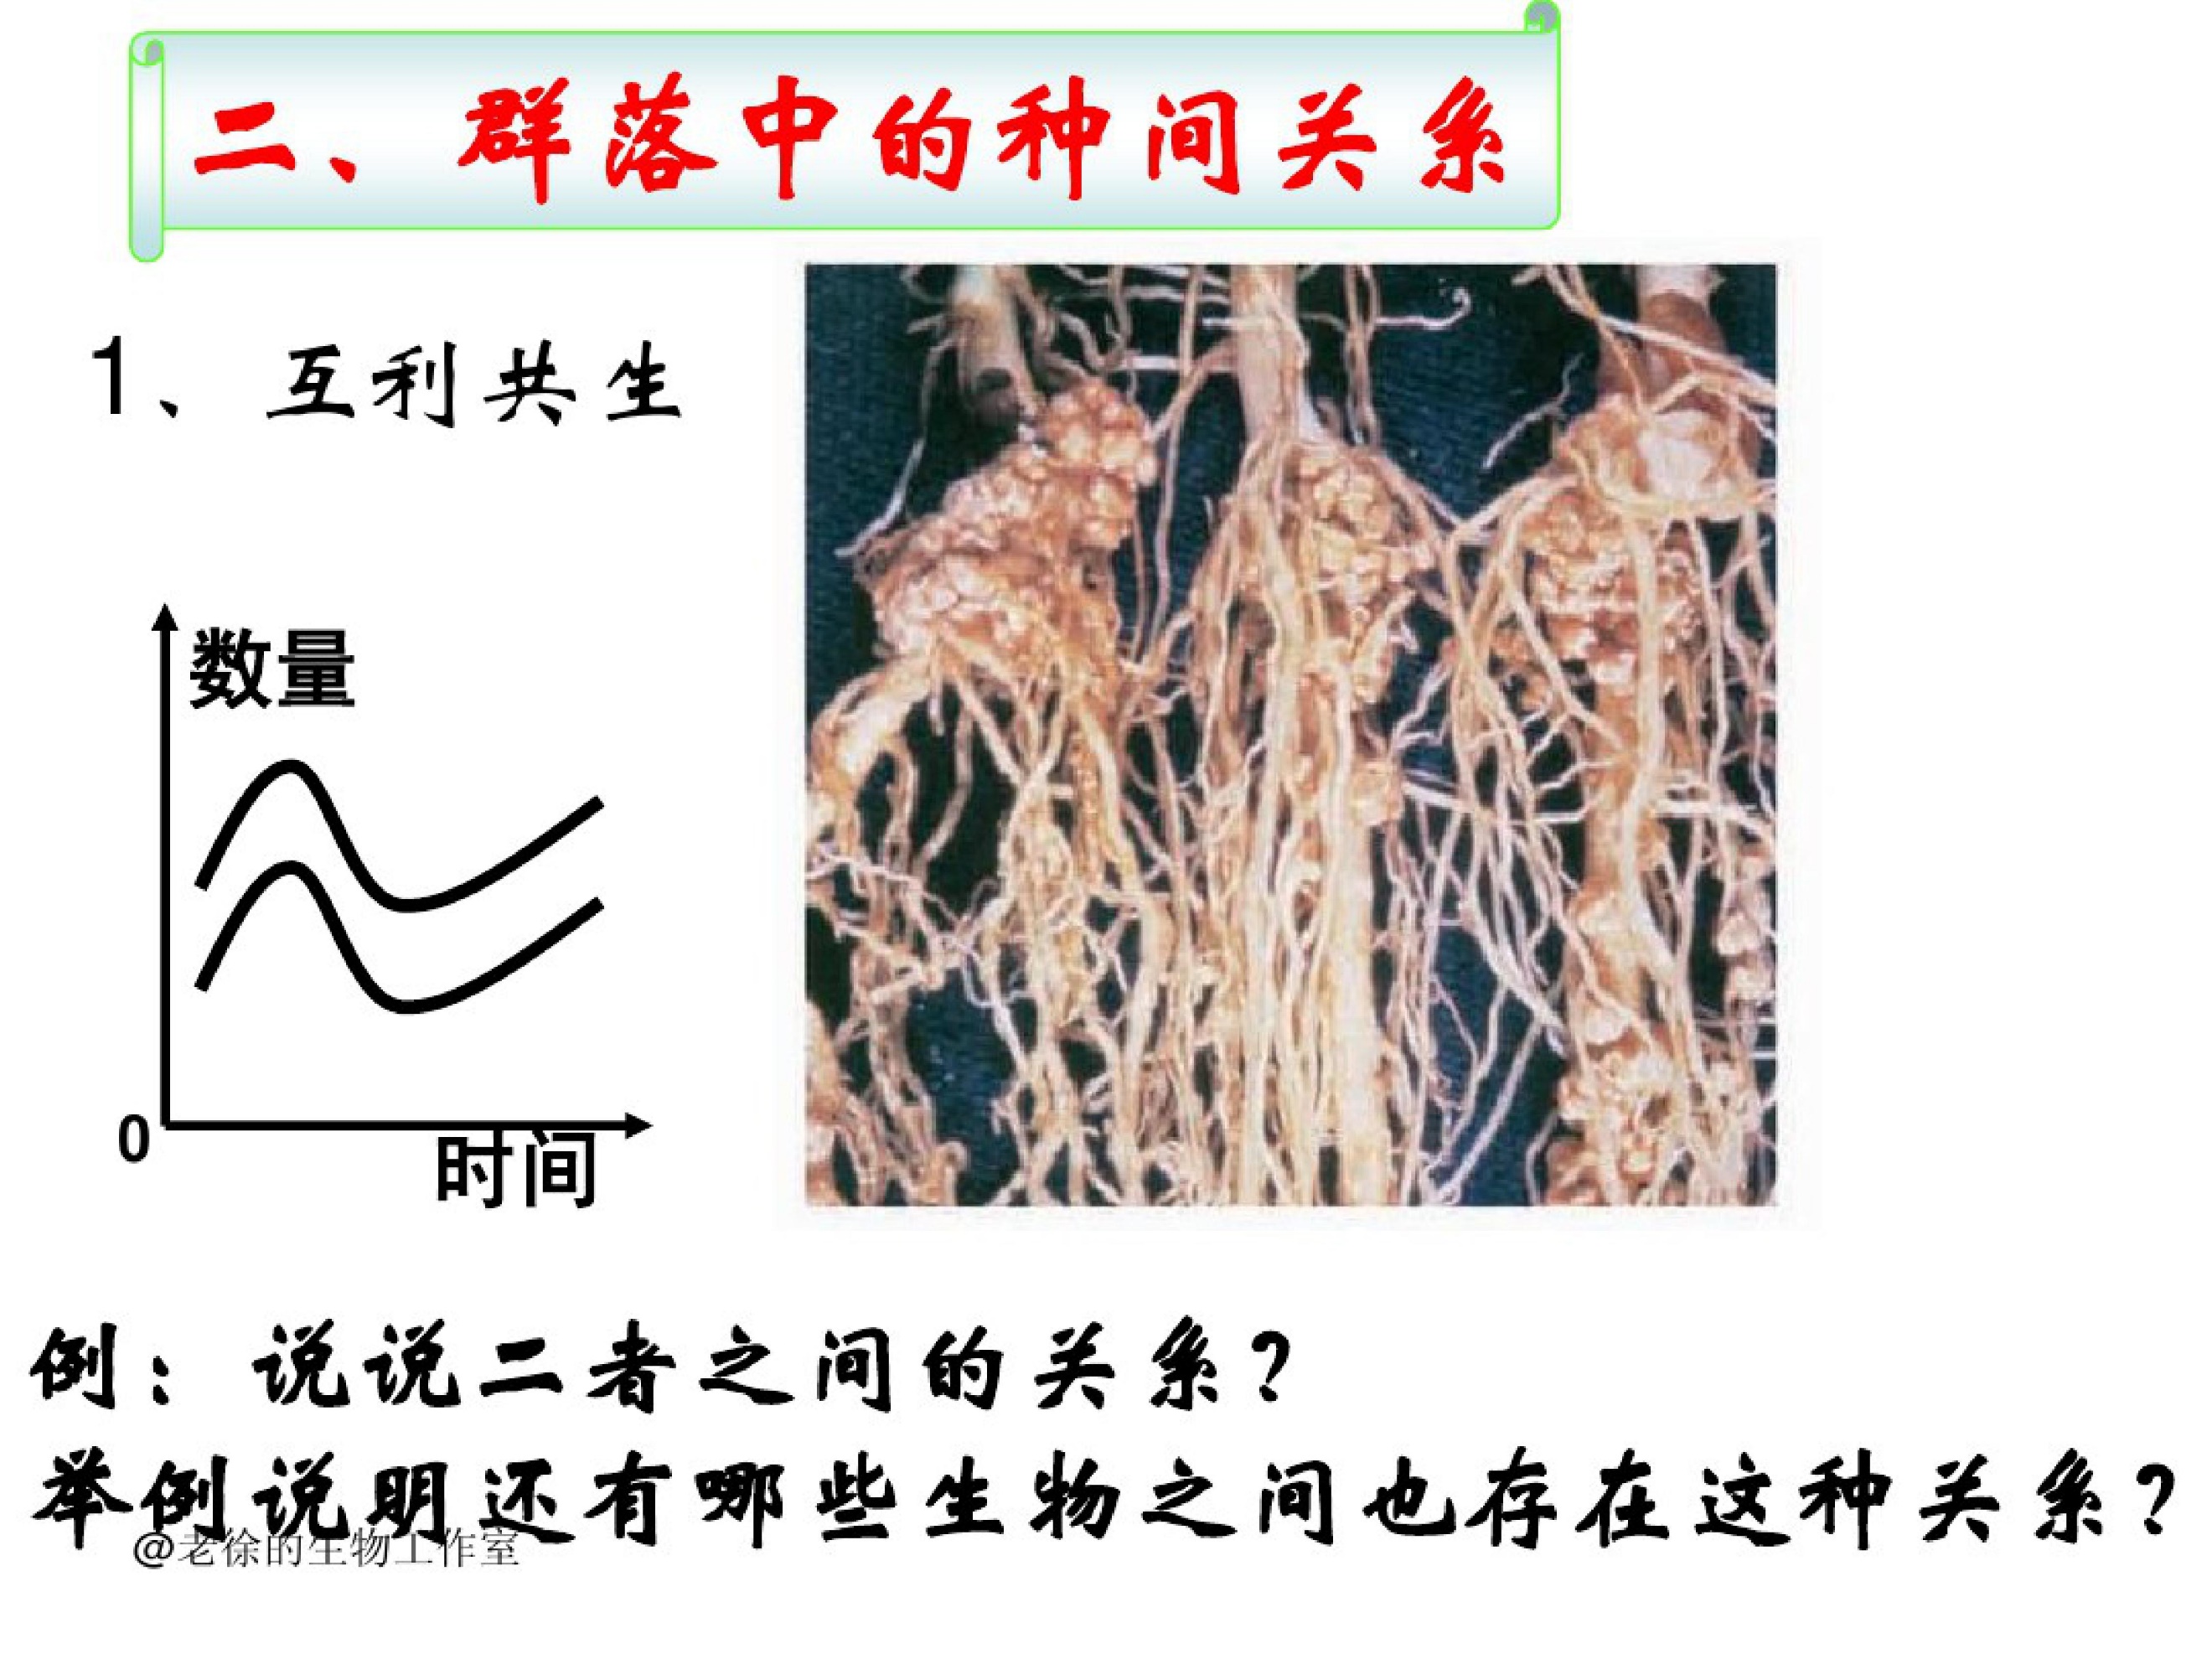 二、群落中的种间关系
1、互利共生
数量
0
时间
例：说说二者之间的关系?
举例说明还有哪些生物之间也存在这种关系?
@老徐的生物工作室